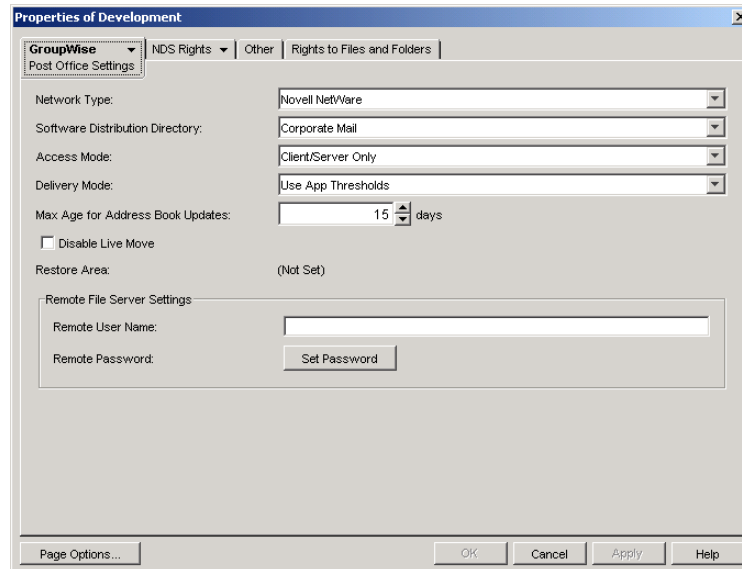 Properties of Development
GroupWise NDS Rights Other Rights to Files and Folders
Post Office Settings
Network Type: Novell NetWare
Software Distribution Directory: Corporate Mail
Access Mode: Client/Server Only
Delivery Mode: Use App Thresholds
Max Age for Address Book Updates: 15 days
Disable Live Move
Restore Area: (Not Set)
Remote File Server Settings
Remote User Name:
Remote Password: Set Password
Page Options... OK Cancel Apply Help